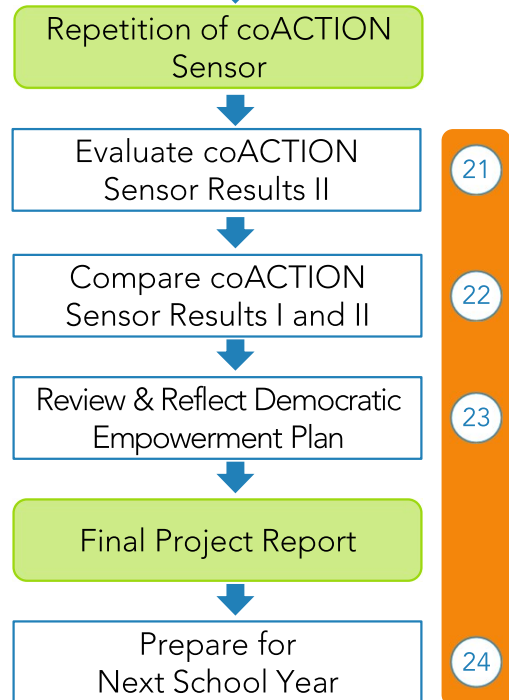 Repetition of coACTION
Sensor
Evaluate coACTION
Sensor Results II
21
Compare coACTION
Sensor Results I and II
22
Review & Reflect Democratic
Empowerment Plan
23
Final Project Report
Prepare for
Next School Year
24